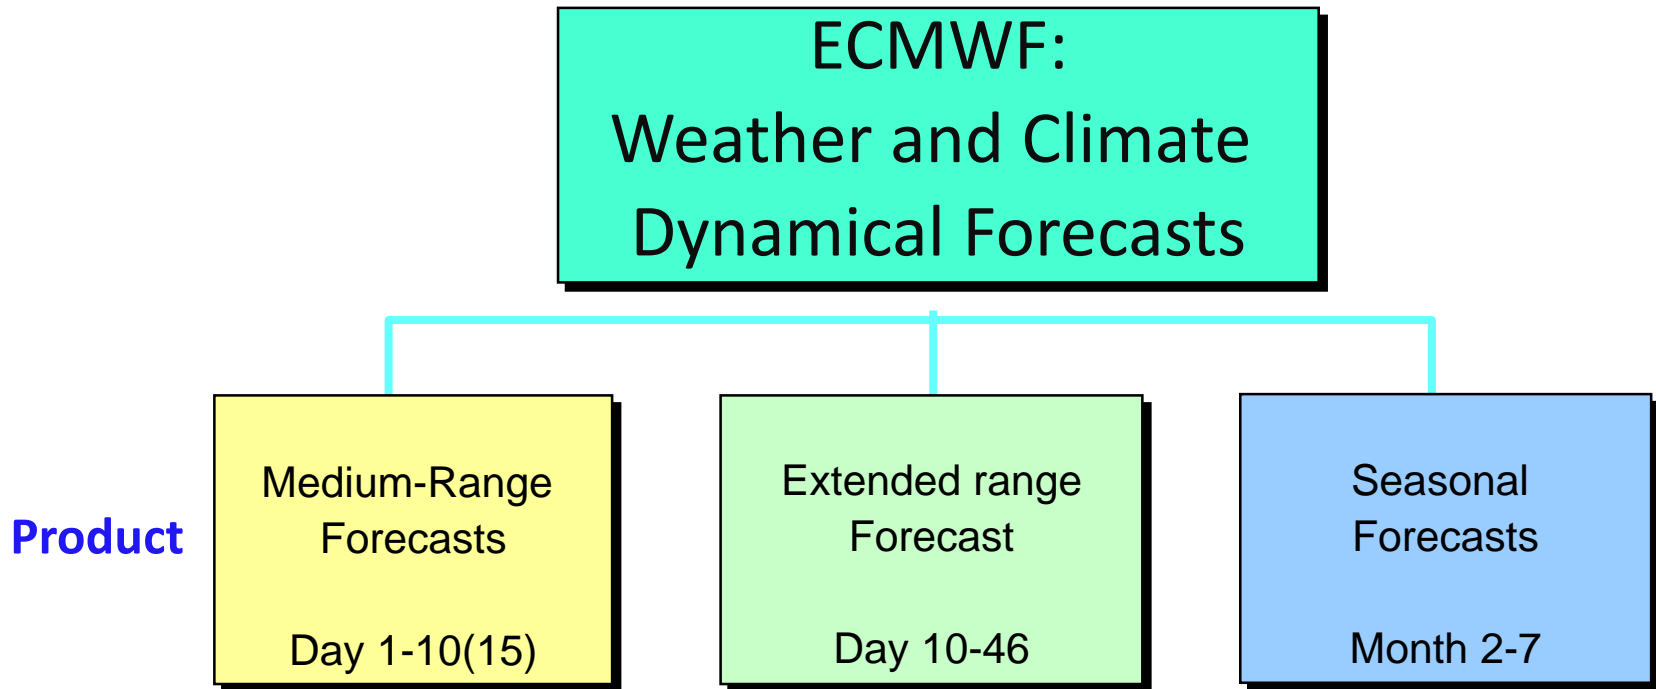 ECMWF:
Weather and Climate
Dynamical Forecasts
Product
Medium-Range
Forecasts
Day 1-10(15)
Extended range
Forecast
Day 10-46
Seasonal
Forecasts
Month 2-7